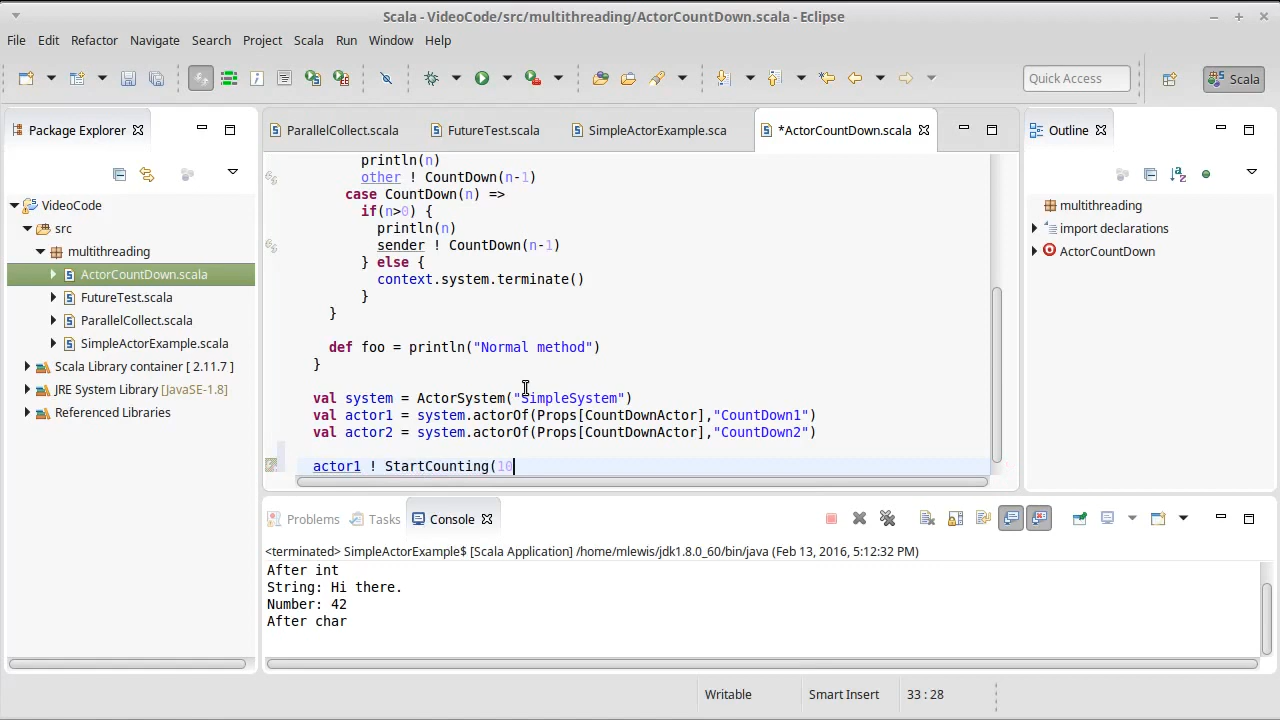 Scala - VideoCode/src/multithreading/ActorCountDown.scala - Eclipse
File Edit Refactor Navigate Search Project Scala Run Window Help
Quick Access
Scala
Package Explorer
ParallelCollect.scala
FutureTest.scala
SimpleActorExample.sca
*ActorCountDown.scala
Outline
VideoCode
src
multithreading
ActorCountDown.scala
FutureTest.scala
ParallelCollect.scala
SimpleActorExample.scala
Scala Library container [ 2.11.7 ]
JRE System Library [JavaSE-1.8]
Referenced Libraries
println(n)
other ! CountDown(n-1)
case CountDown(n) =>
if(n>0) {
println(n)
sender ! CountDown(n-1)
} else {
context.system.terminate()
}
}
def foo = println("Normal method")
}
val system = ActorSystem("SimpleSystem")
val actor1 = system.actorOf(Props[CountDownActor],"CountDown1")
val actor2 = system.actorOf(Props[CountDownActor],"CountDown2")
actor1 ! StartCounting(10
multithreading
import declarations
ActorCountDown
Problems
Tasks
Console
<terminated> SimpleActorExample$ [Scala Application] /home/mlewis/jdk1.8.0_60/bin/java (Feb 13, 2016, 5:12:32 PM)
After int
String: Hi there.
Number: 42
After char
Writable
Smart Insert
33 : 28